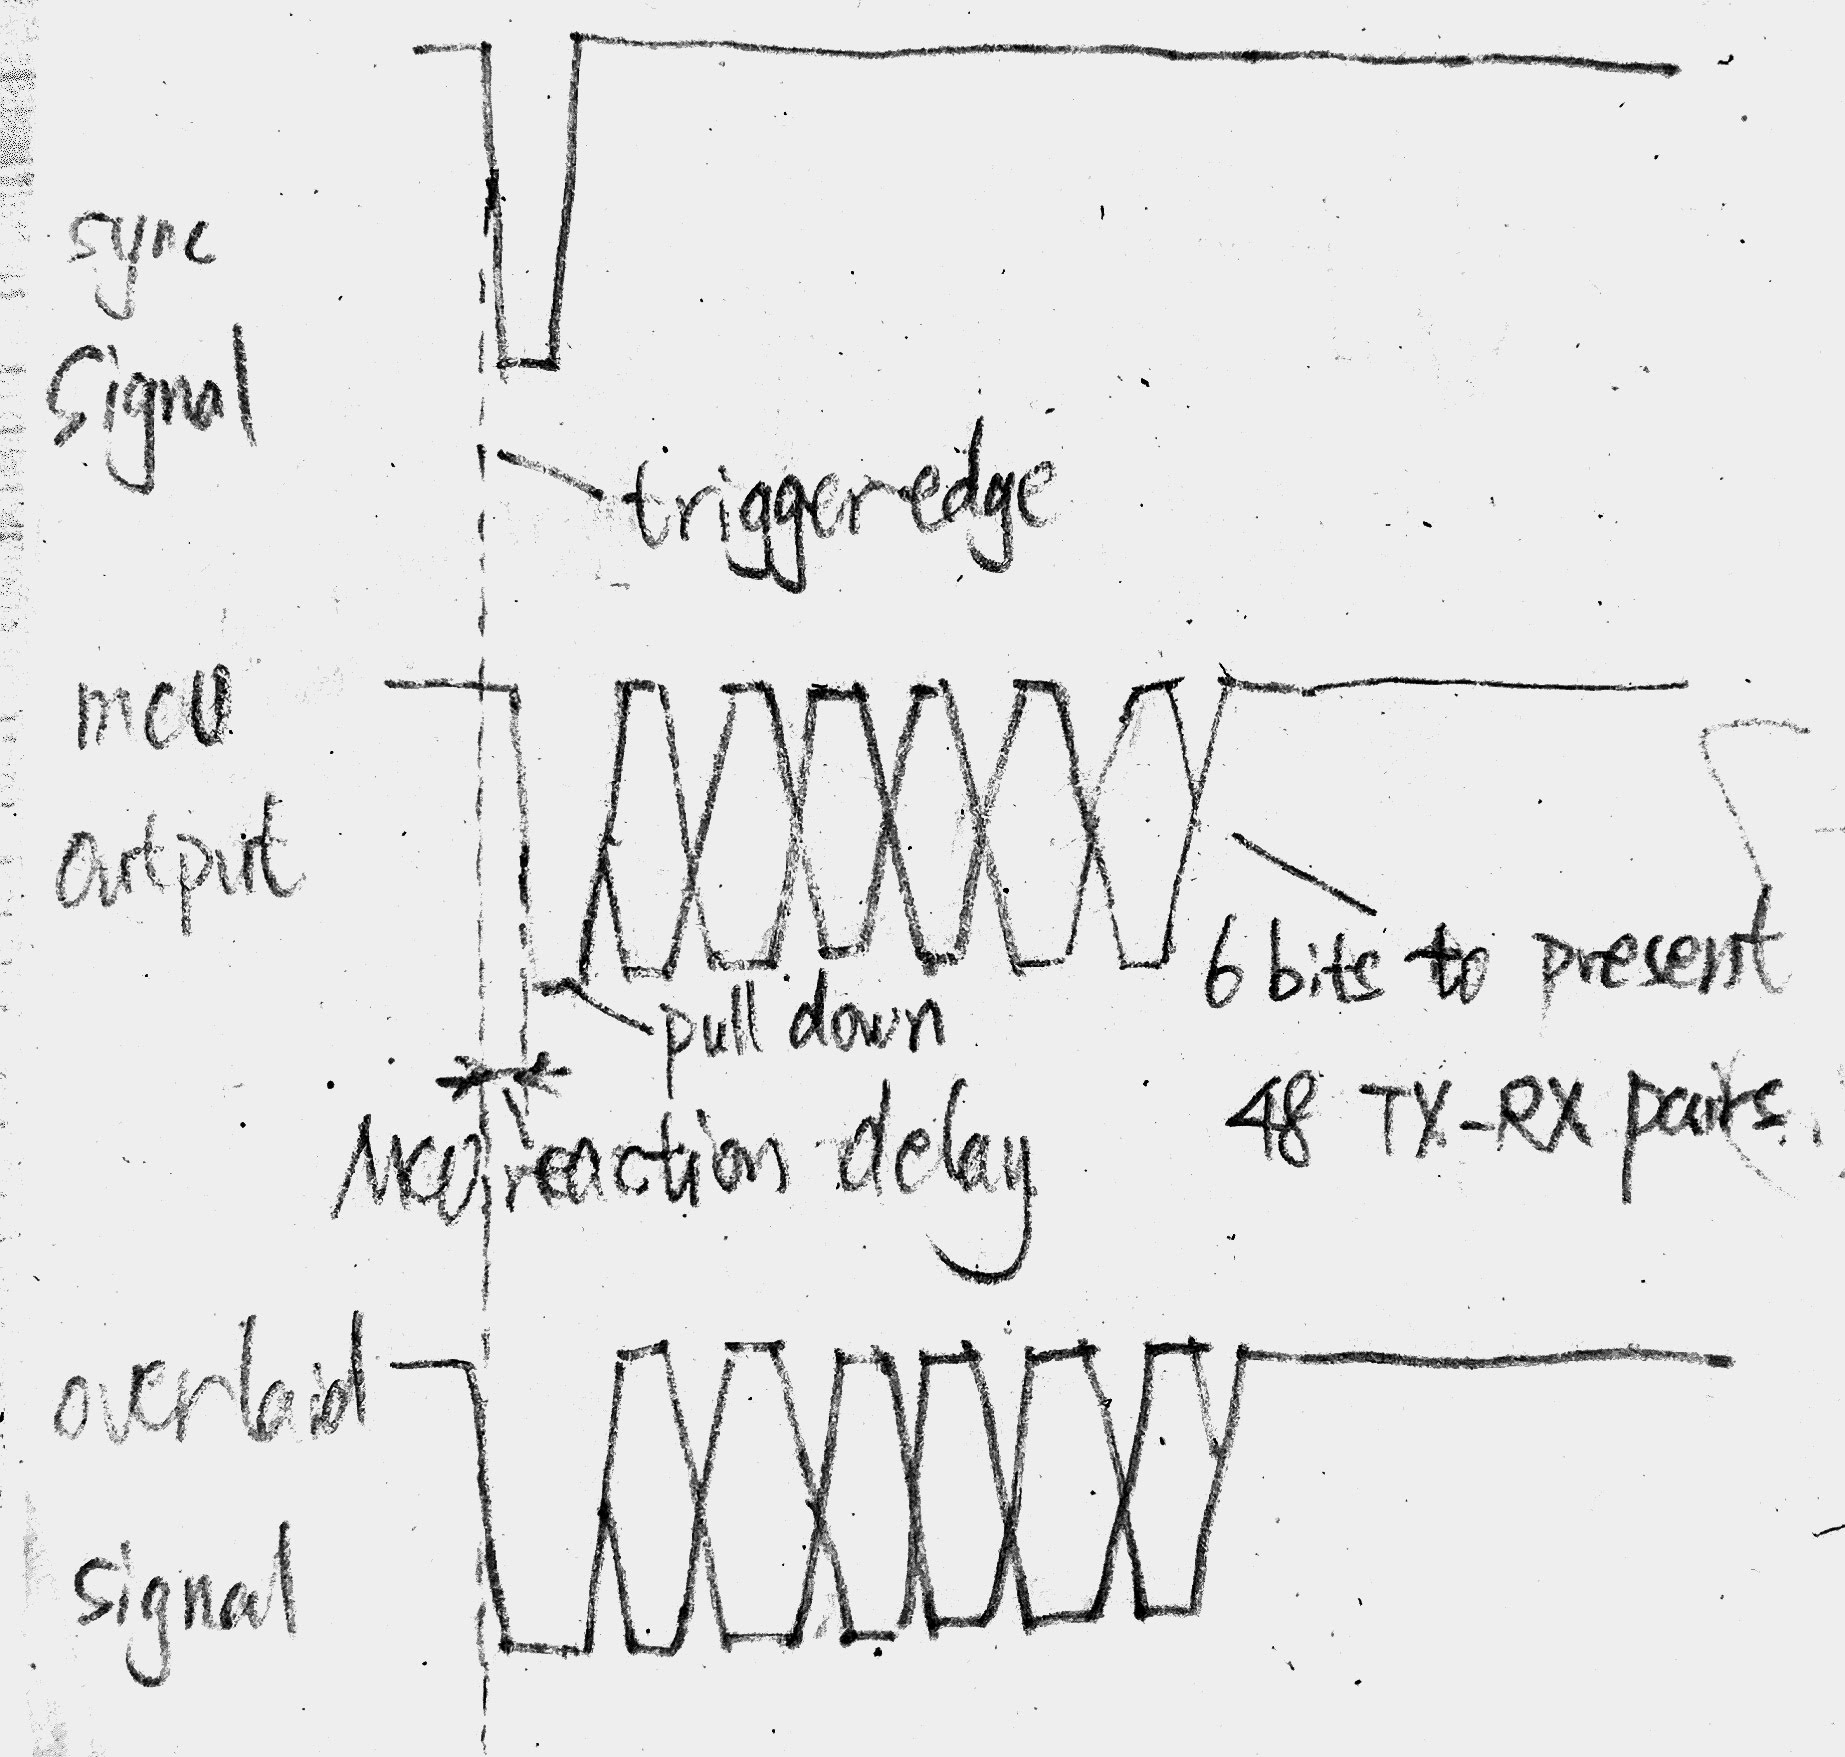 sync
Signal
trigger edge
mcu
output
6 bits to present
pull down
48 TX-RX pairs.
MCU reaction delay
overlaid
signal